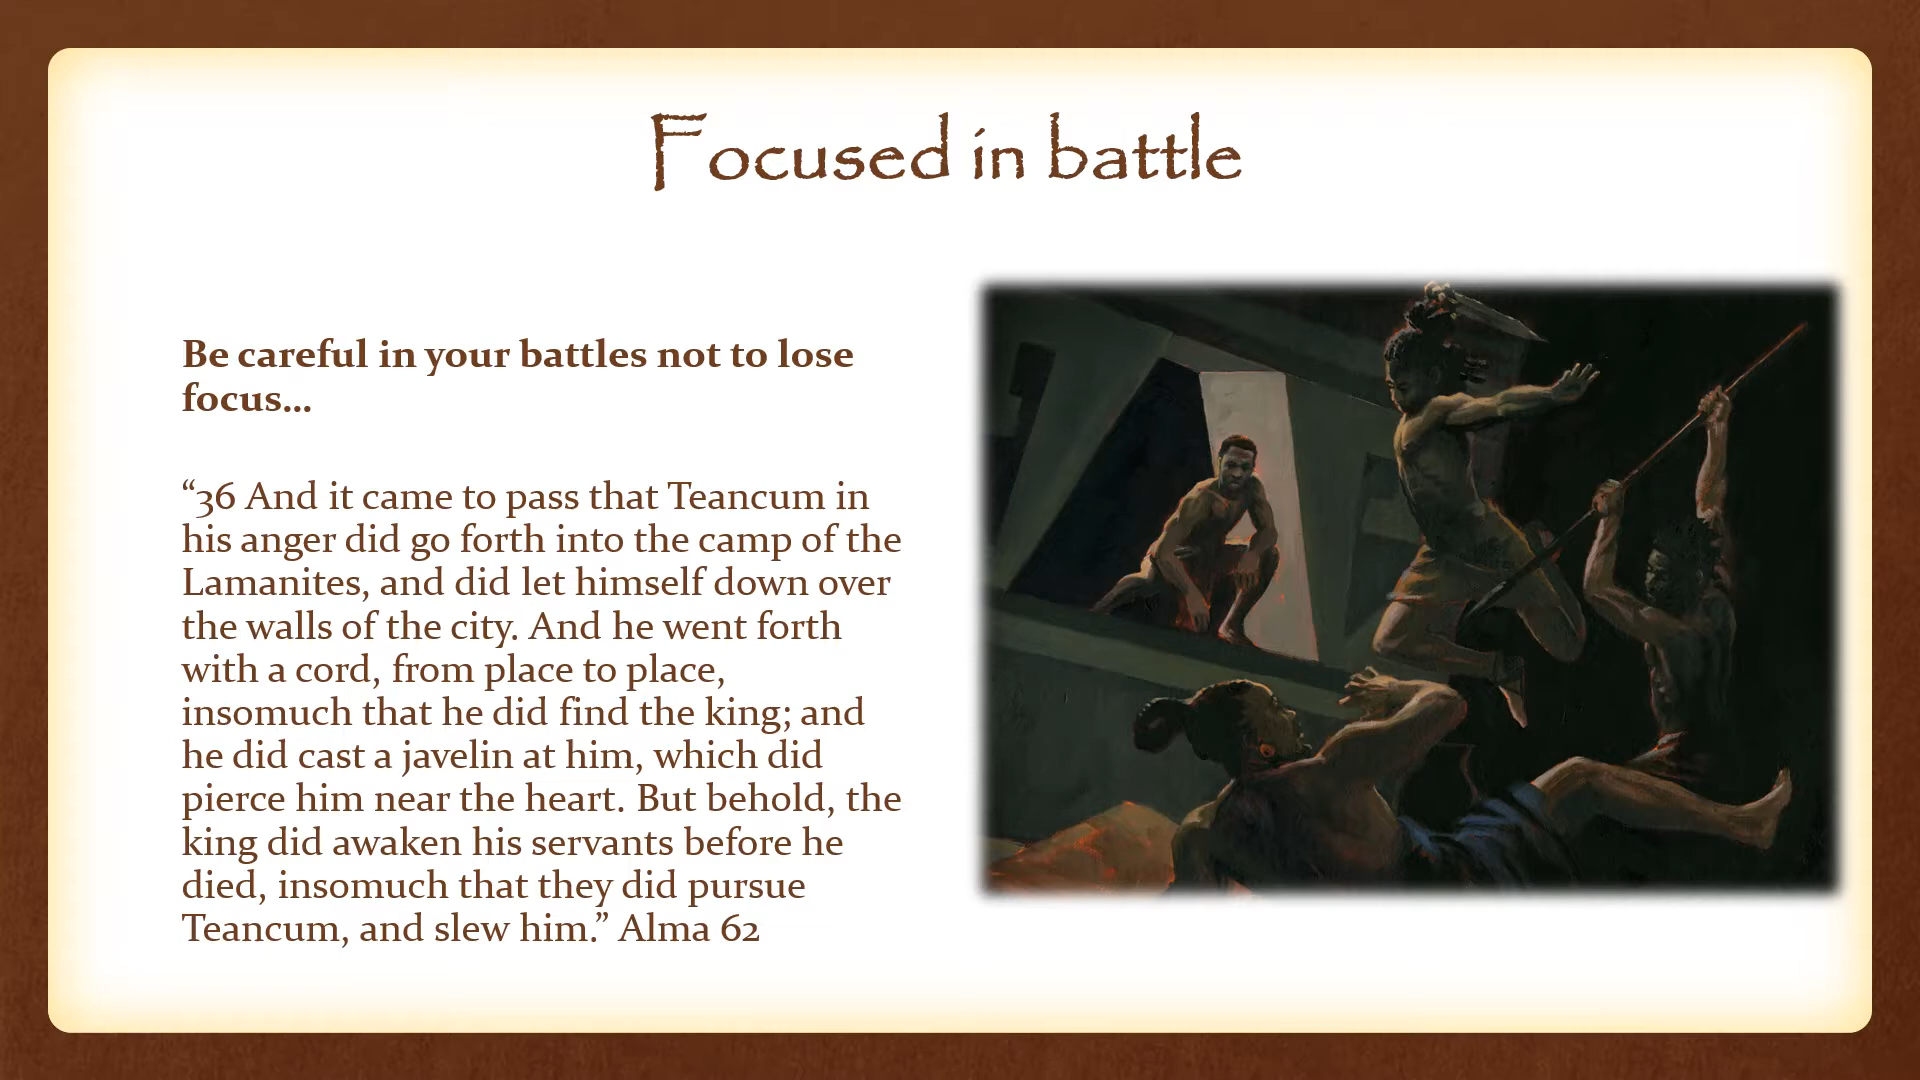 Focused in battle
Be careful in your battles not to lose
focus...
“36 And it came to pass that Teancum in
his anger did go forth into the camp of the
Lamanites, and did let himself down over
the walls of the city. And he went forth
with a cord, from place to place,
insomuch that he did find the king; and
he did cast a javelin at him, which did
pierce him near the heart. But behold, the
king did awaken his servants before he
died, insomuch that they did pursue
Teancum, and slew him.” Alma 62